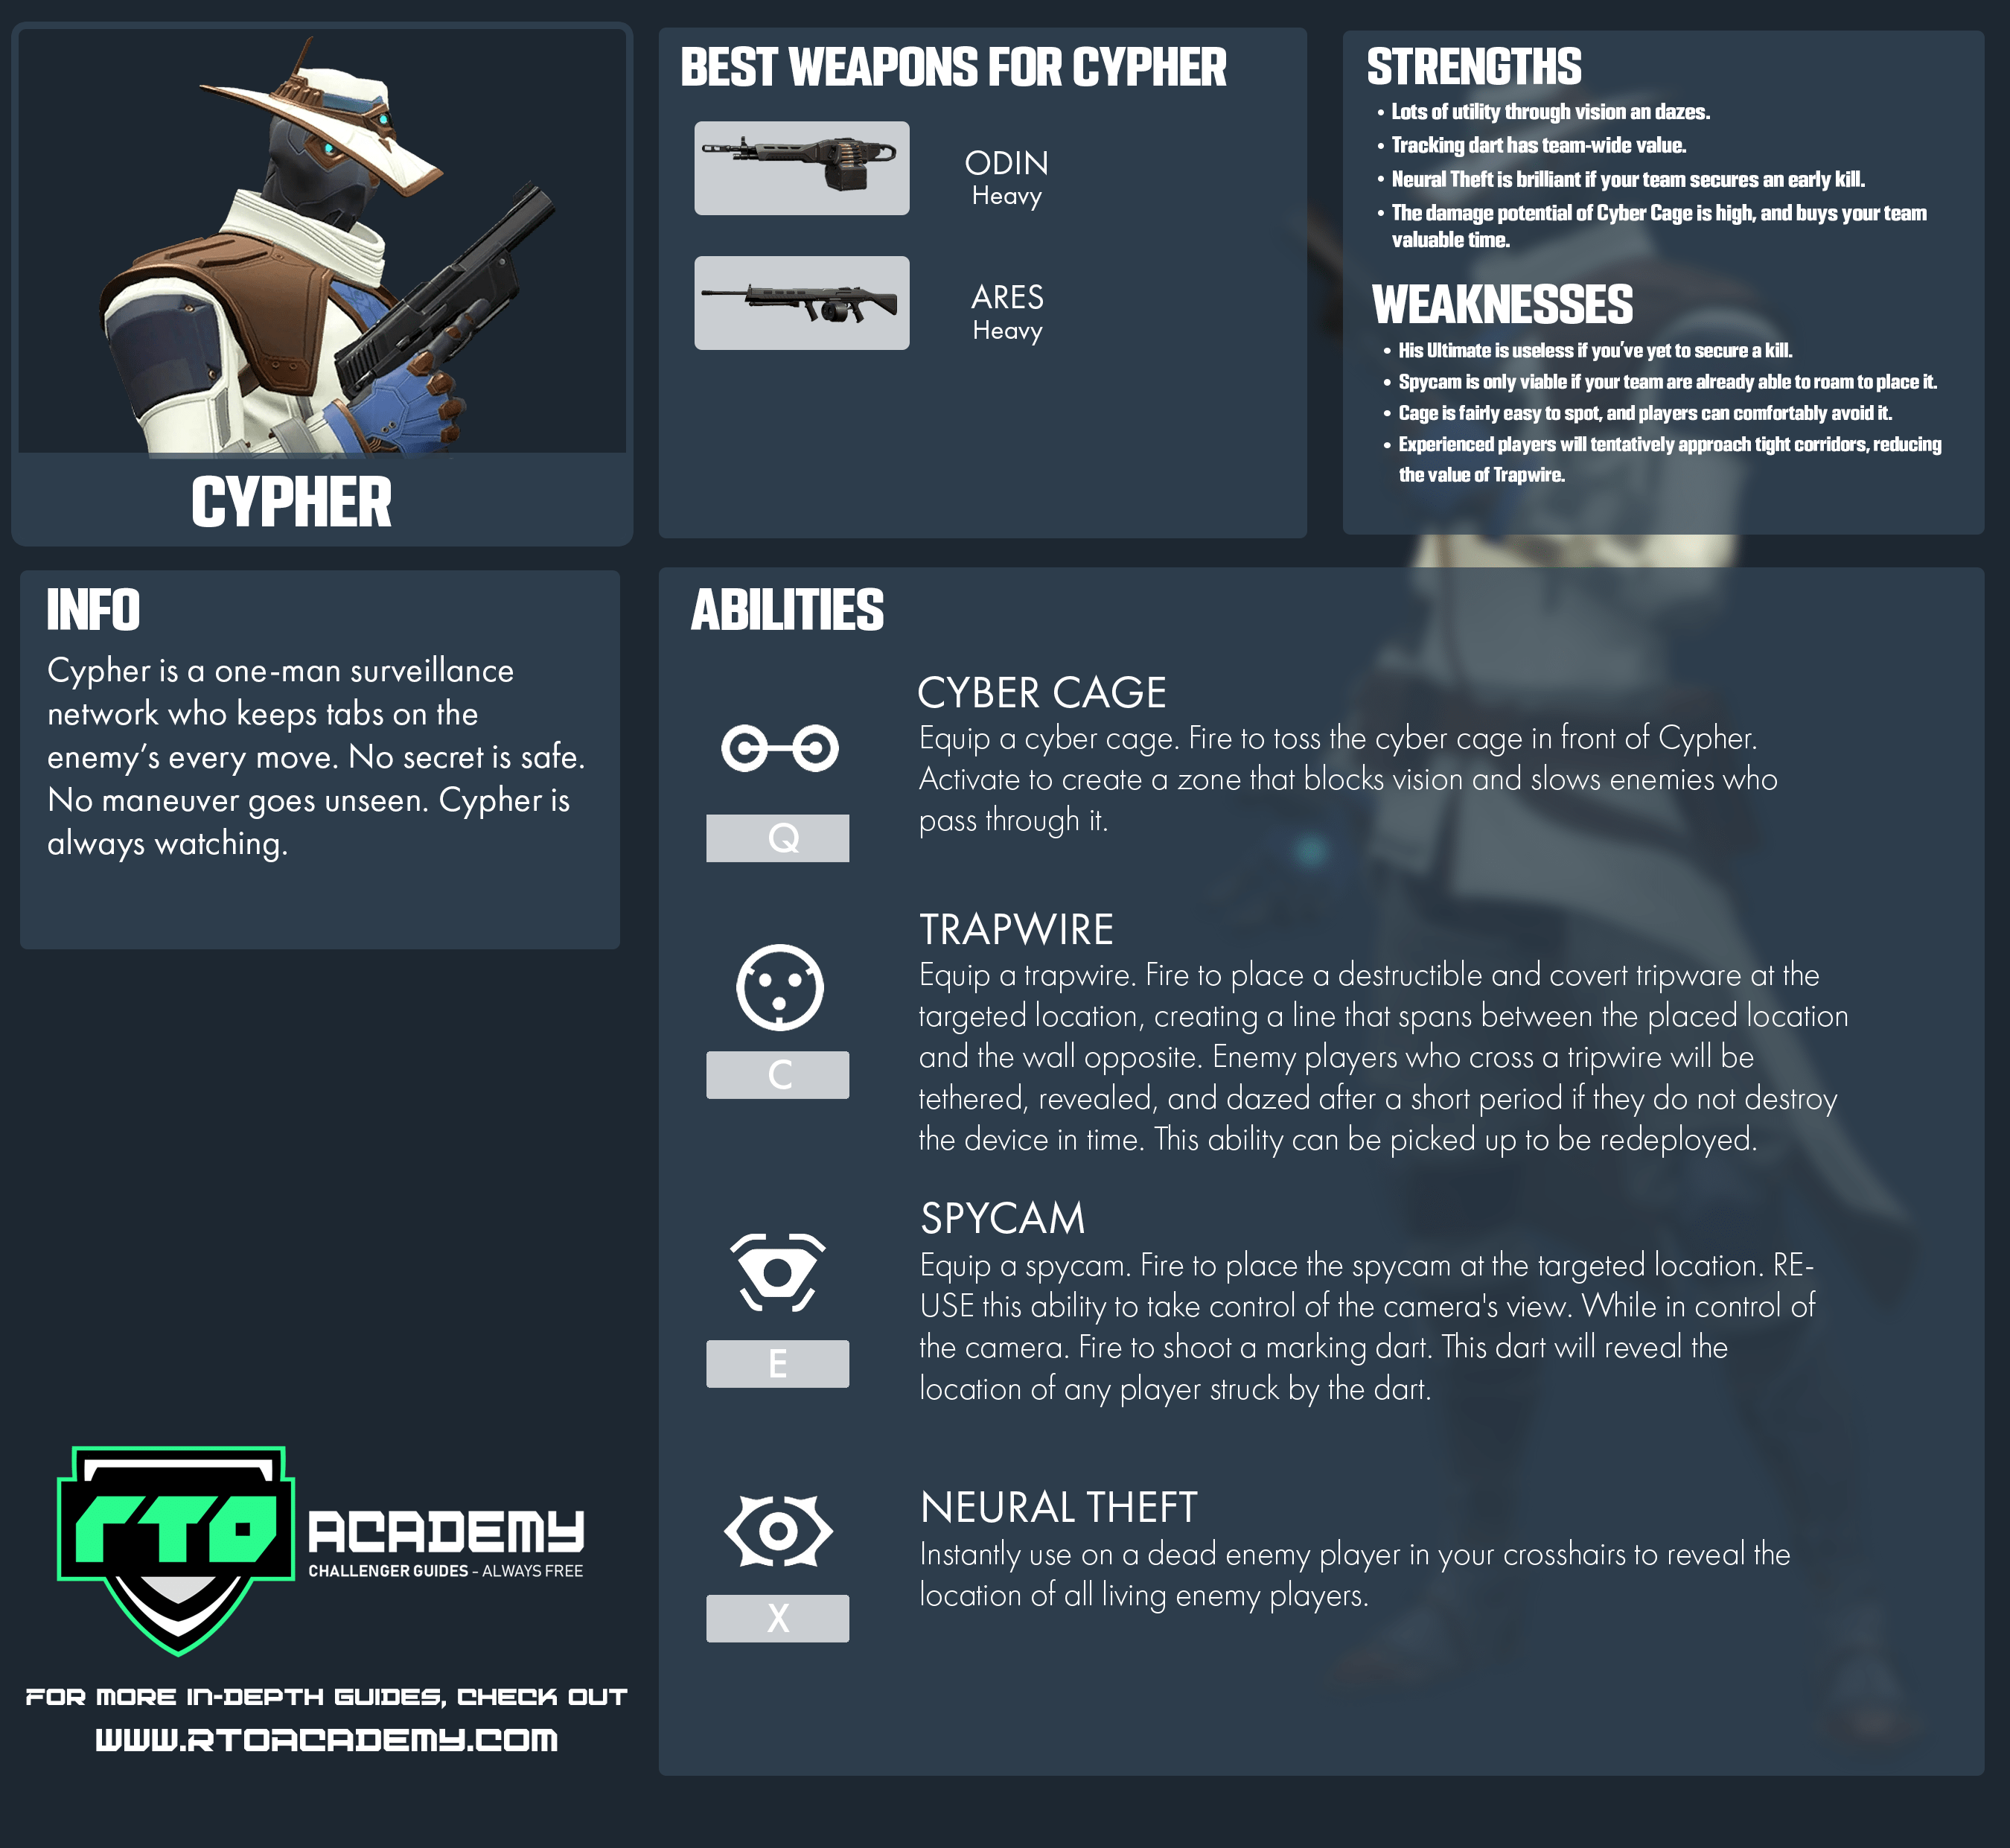 CYPHER
BEST WEAPONS FOR CYPHER
ODIN
Heavy
ARES
Heavy
STRENGTHS
• Lots of utility through vision an dazes.
• Tracking dart has team-wide value.
• Neural Theft is brilliant if your team secures an early kill.
• The damage potential of Cyber Cage is high, and buys your team
valuable time.
WEAKNESSES
• His Ultimate is useless if you've yet to secure a kill.
• Spycam is only viable if your team are already able to roam to place it.
• Cage is fairly easy to spot, and players can comfortably avoid it.
• Experienced players will tentatively approach tight corridors, reducing
the value of Trapwire.
INFO
Cypher is a one-man surveillance
network who keeps tabs on the
enemy's every move. No secret is safe.
No maneuver goes unseen. Cypher is
always watching.
ABILITIES
CYBER CAGE
Equip a cyber cage. Fire to toss the cyber cage in front of Cypher.
Activate to create a zone that blocks vision and slows enemies who
pass through it.
Q
TRAPWIRE
Equip a trapwire. Fire to place a destructible and covert tripware at the
targeted location, creating a line that spans between the placed location
and the wall opposite. Enemy players who cross a tripwire will be
tethered, revealed, and dazed after a short period if they do not destroy
the device in time. This ability can be picked up to be redeployed.
C
SPYCAM
Equip a spycam. Fire to place the spycam at the targeted location. RE-
USE this ability to take control of the camera's view. While in control of
the camera. Fire to shoot a marking dart. This dart will reveal the
location of any player struck by the dart.
E
NEURAL THEFT
Instantly use on a dead enemy player in your crosshairs to reveal the
location of all living enemy players.
X
RTO ACADEMY
CHALLENGER GUIDES - ALWAYS FREE
FOR MORE IN-DEPTH GUIDES, CHECK OUT
WWW.RTOACADEMY.COM